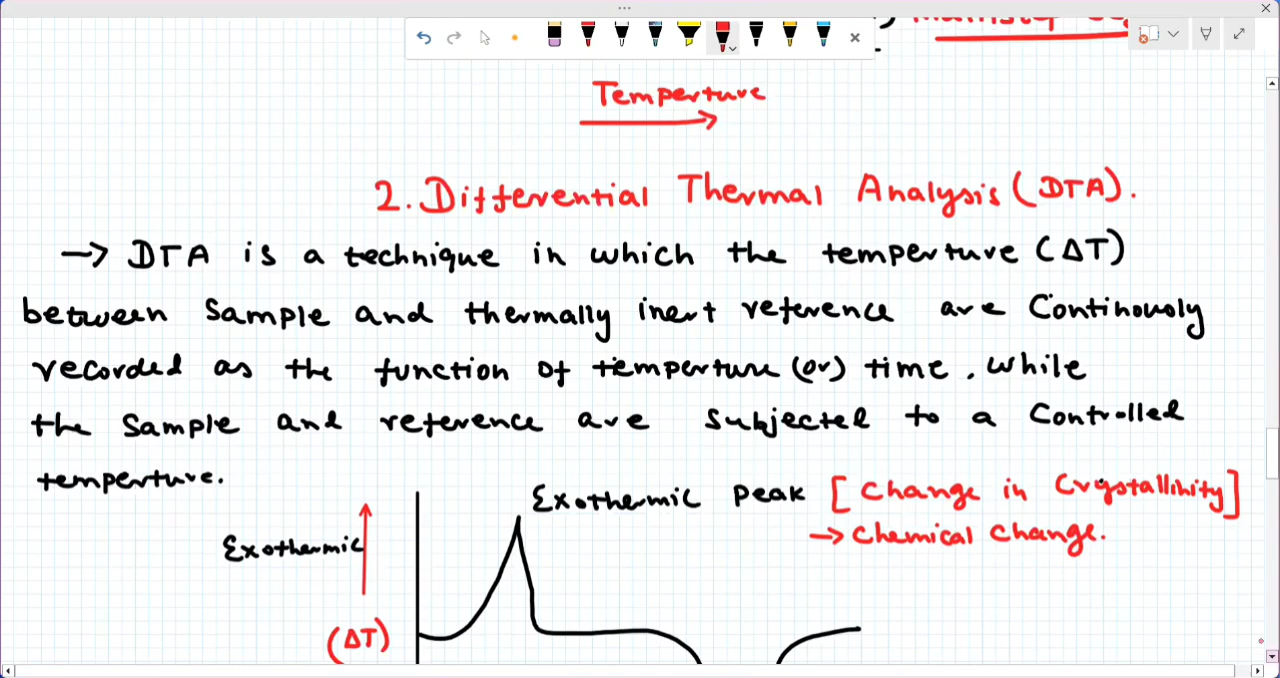 Temperture
2. Differential Thermal Analysis (DTA).
→ DTA is a technique in which the temperture (ΔT)
between sample and thermally inert reference are Continously
recorded as the function of temperture (or) time. While
the sample and reference are subjected to a Controlled
temperture.
Exothermic peak [Change in Crystallinity]
→ Chemical Change.
Exothermic
(ΔT)